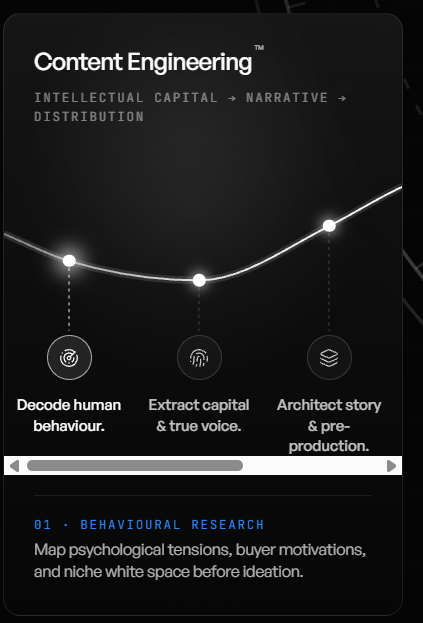 Content Engineering™
INTELLECTUAL CAPITAL → NARRATIVE →
DISTRIBUTION
Decode human
behaviour.
Extract capital
& true voice.
Architect story
& pre-
production.
01 · BEHAVIOURAL RESEARCH
Map psychological tensions, buyer motivations,
and niche white space before ideation.